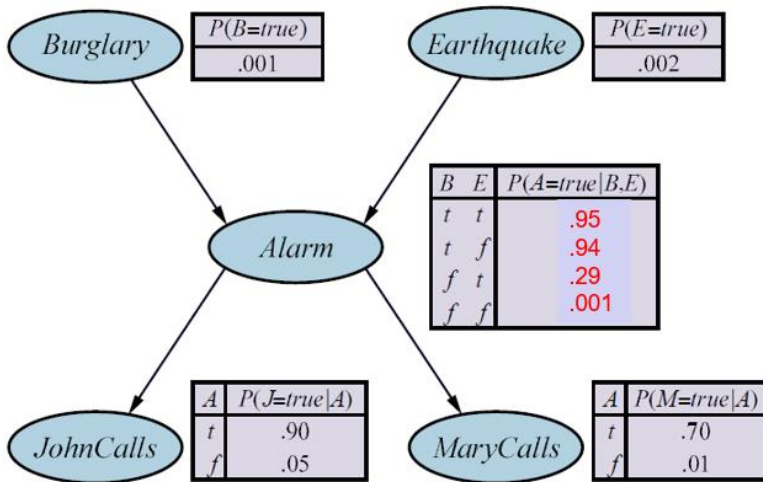 Burglary
P(B=true)
.001
Earthquake
P(E=true)
.002
B E P(A=true|B,E)
t t .95
t f .94
f t .29
f f .001
Alarm
A P(J=true|A)
t .90
f .05
JohnCalls
A P(M=true|A)
t .70
f .01
MaryCalls